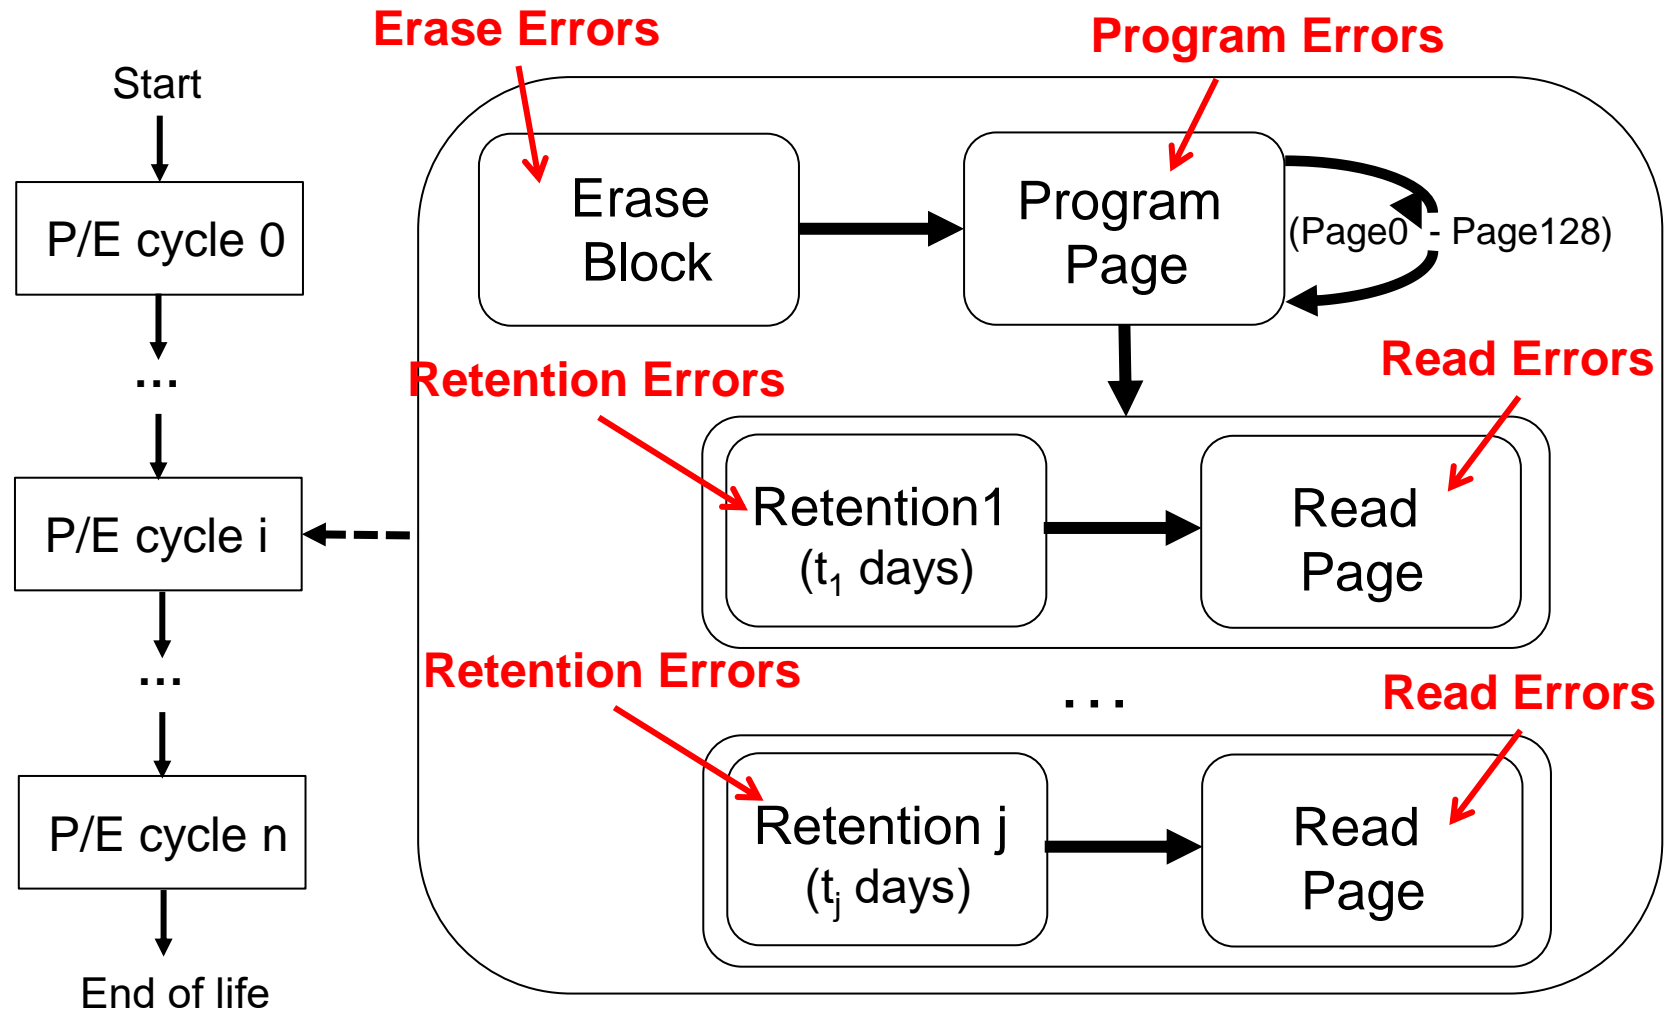 Erase Errors
Program Errors
Start
P/E cycle 0
...
P/E cycle i
...
P/E cycle n
End of life
Erase
Block
Program
Page
(Page0 - Page128)
Retention Errors
Read Errors
Retention1
(t₁ days)
Read
Page
Retention Errors
...
Read Errors
Retention j
(tⱼ days)
Read
Page